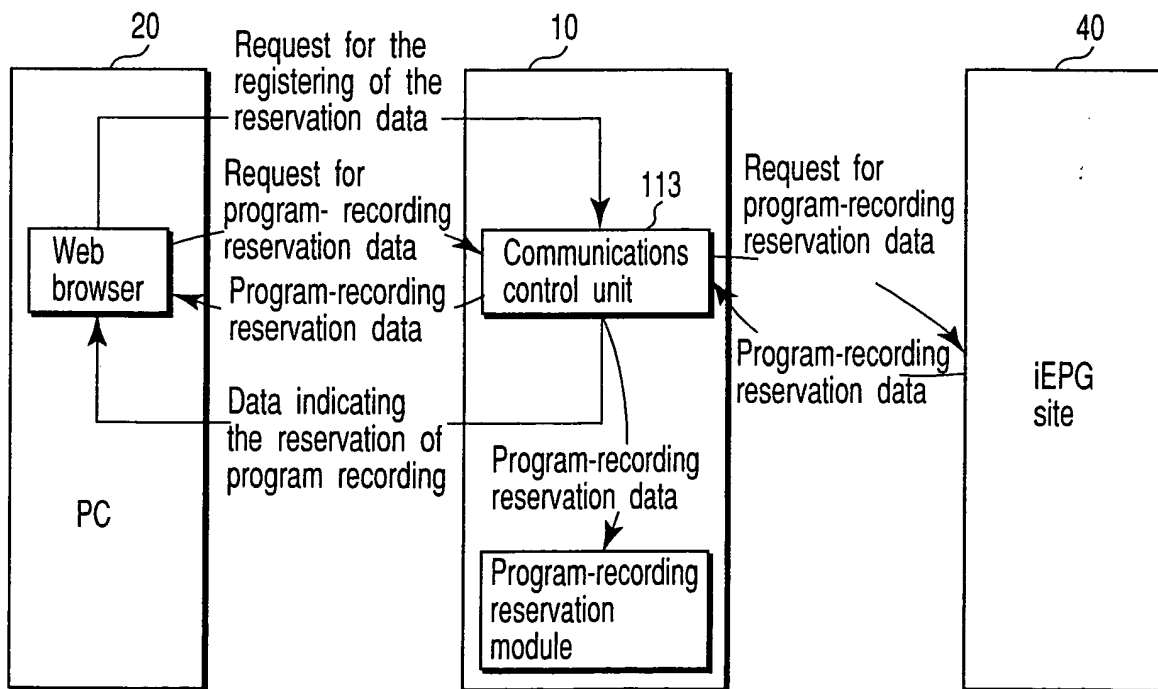 20
10
40
Request for the
registering of the
reservation data
Request for
program- recording
reservation data
113
Request for
program-recording
reservation data
Web
browser
Communications
control unit
Program-recording
reservation data
Program-recording
reservation data
iEPG
site
Data indicating
the reservation of
program recording
Program-recording
reservation data
PC
Program-recording
reservation
module